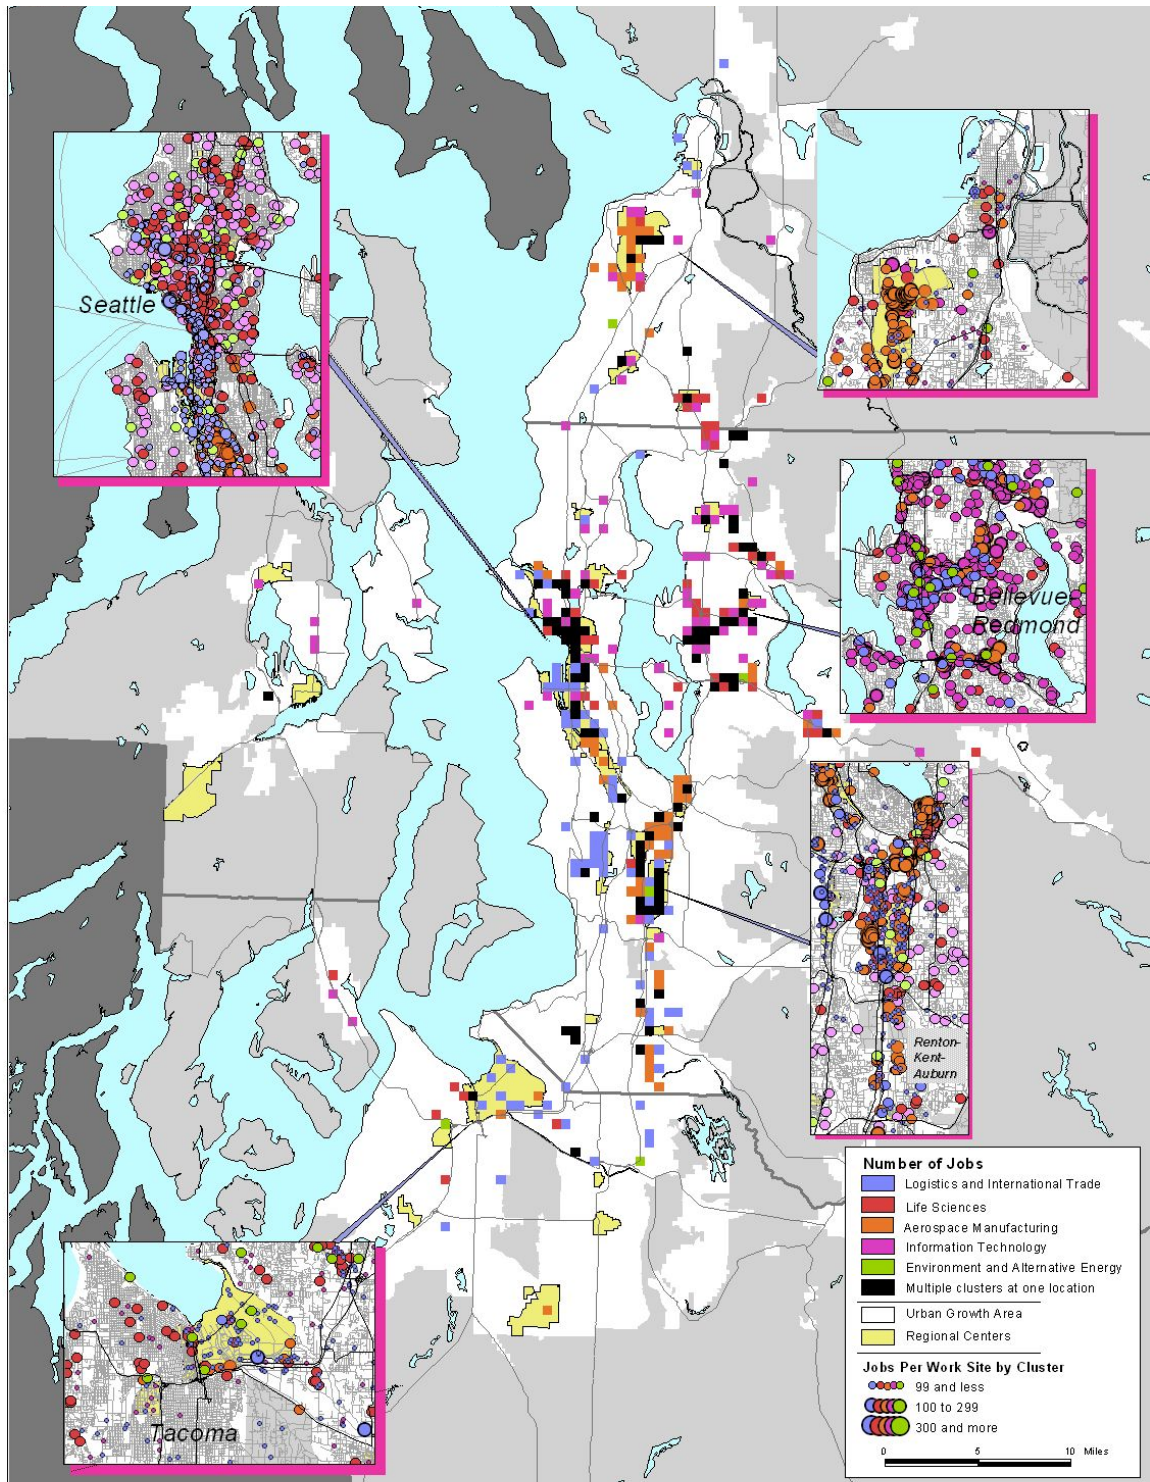 Seattle
Bellevue-
Redmond
Renton-
Kent-
Auburn
Tacoma
Number of Jobs
Logistics and International Trade
Life Sciences
Aerospace Manufacturing
Information Technology
Environment and Alternative Energy
Multiple clusters at one location
Urban Growth Area
Regional Centers
Jobs Per Work Site by Cluster
99 and less
100 to 299
300 and more
0 5 10 Miles